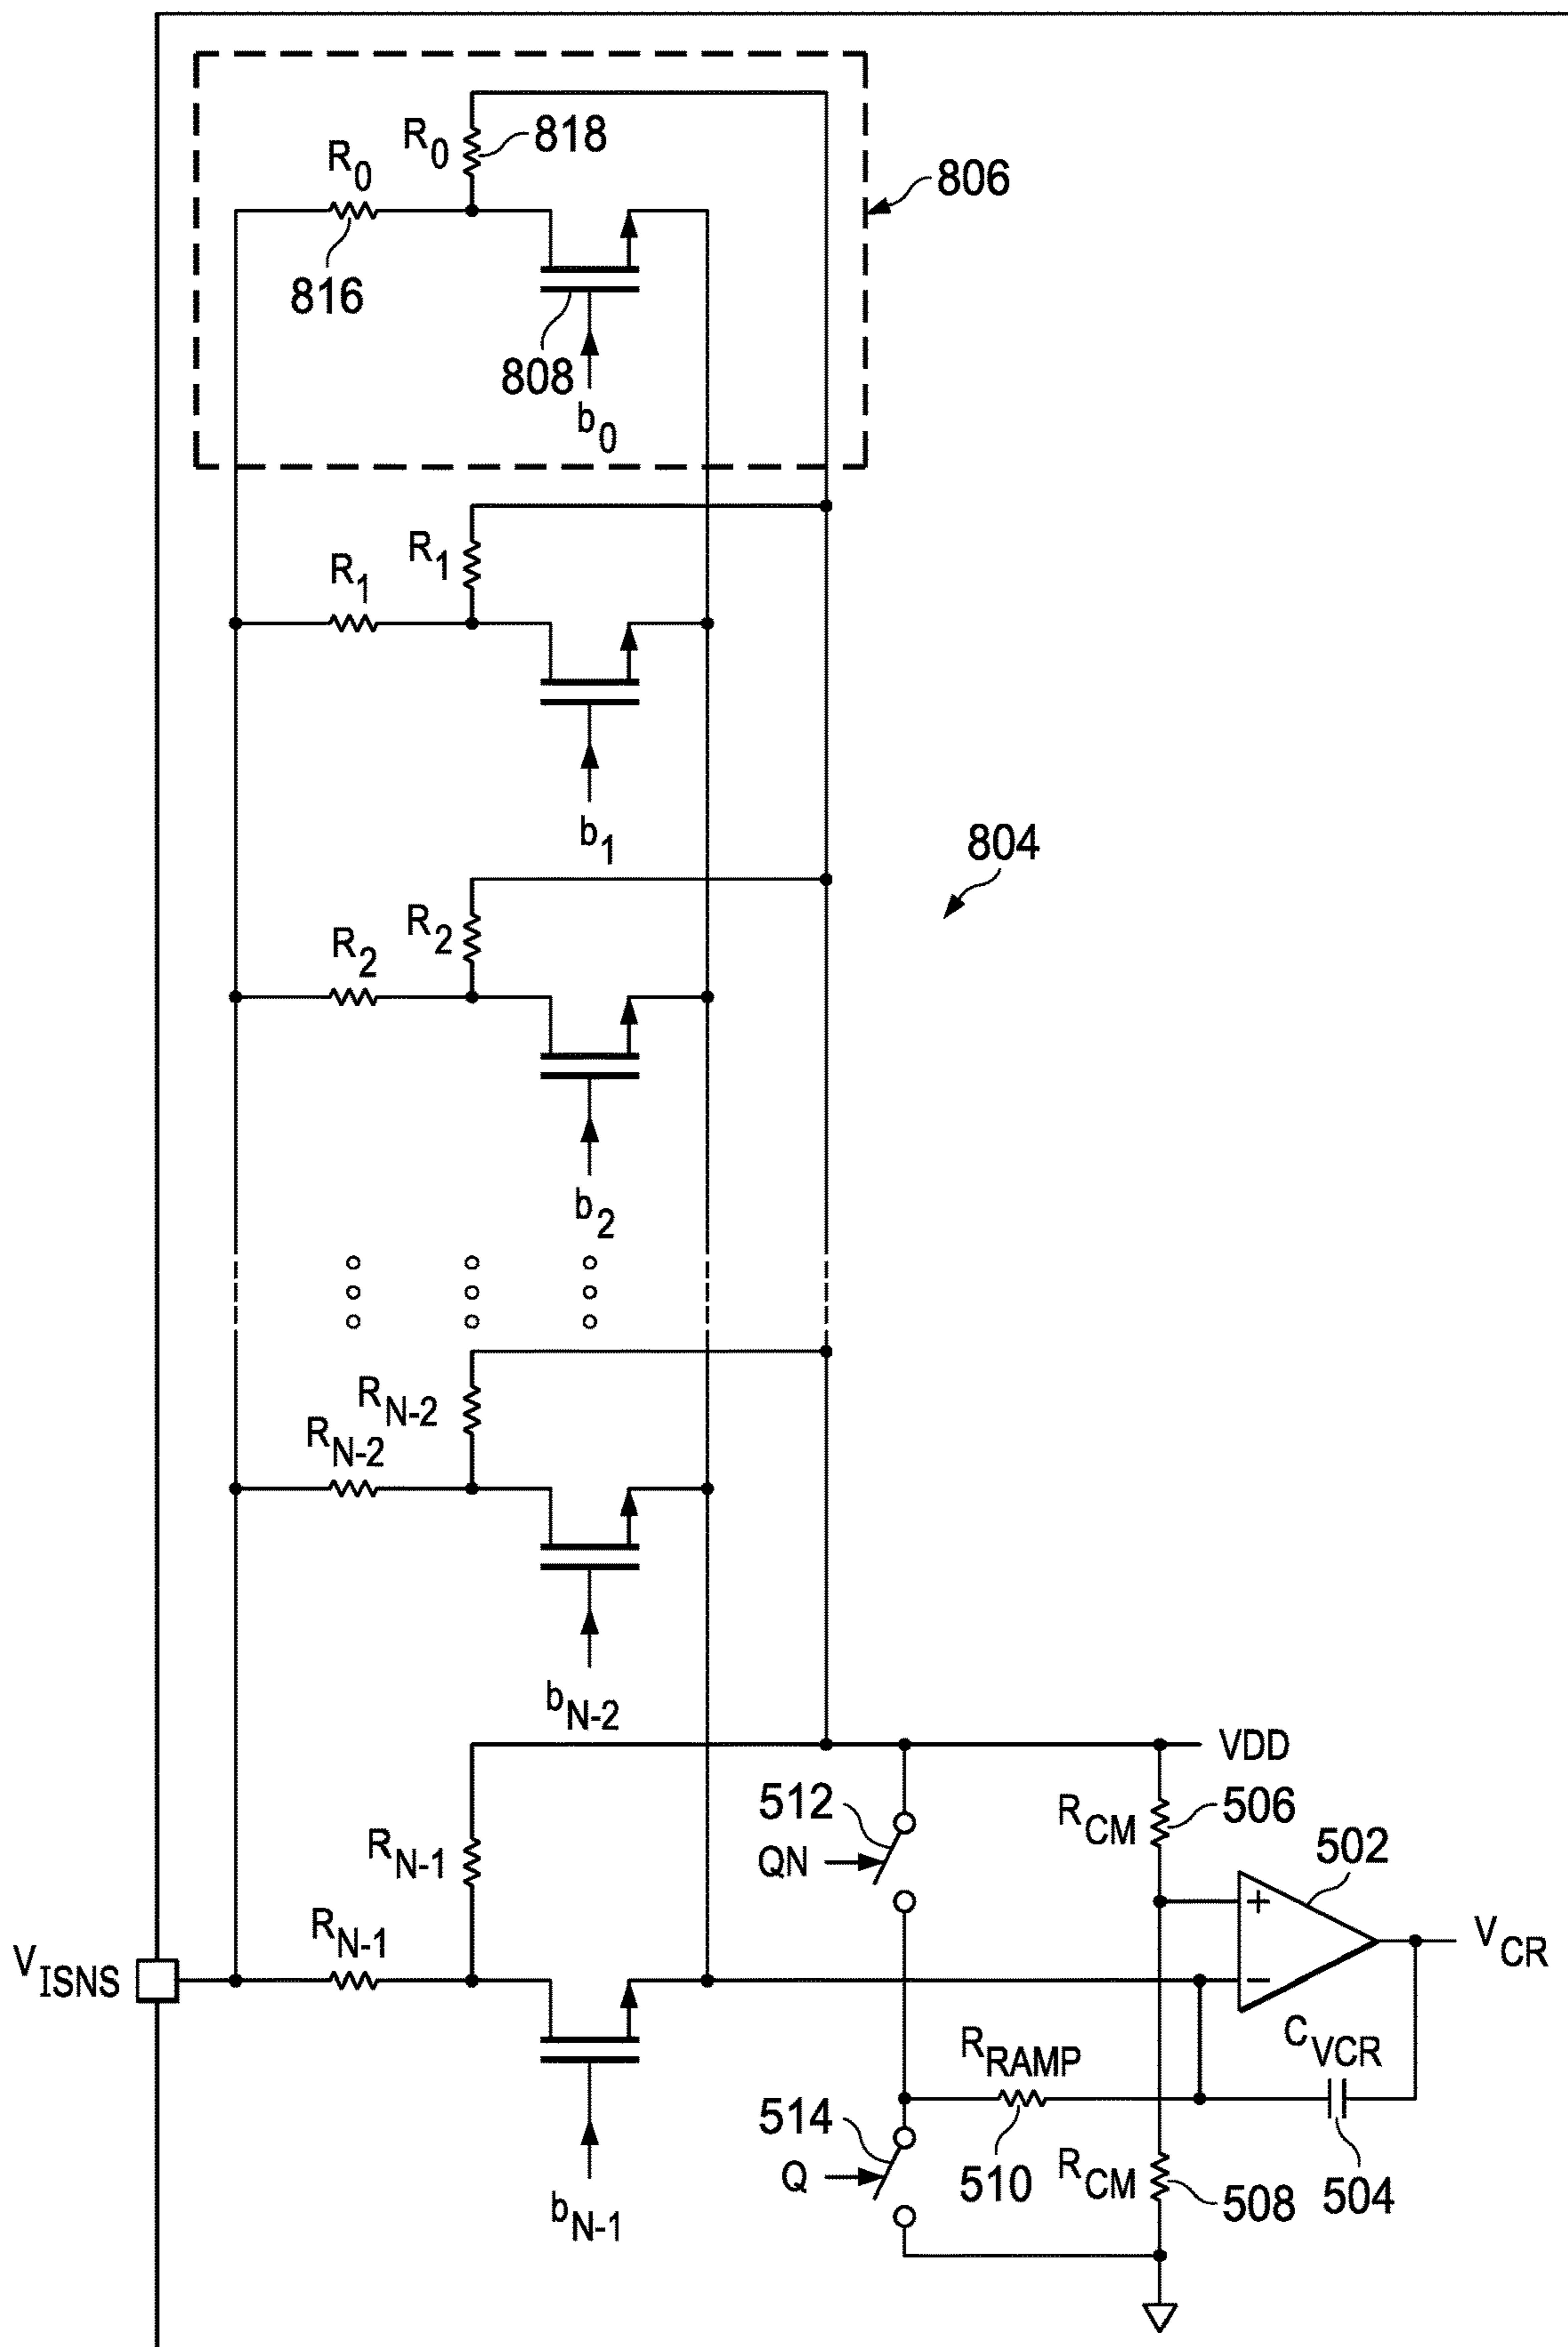 R0
818
R0
806
816
808
b0
R1
R1
b1
804
R2
R2
b2
RN-2
RN-2
bN-2
VDD
512
RCM
506
RN-1
QN
502
RN-1
+
VCR
VISNS
−
CVCR
RRAMP
514
Q
510
RCM
508
504
bN-1